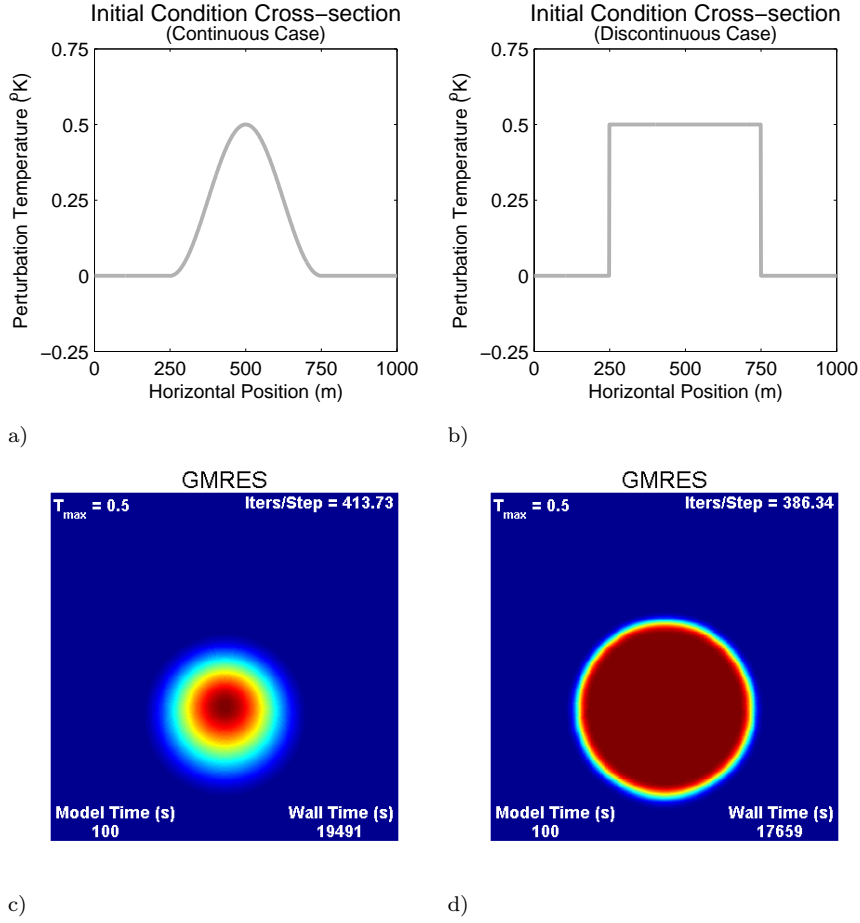 Initial Condition Cross-section
(Continuous Case)
Perturbation Temperature (ºK)
0.75
0.5
0.25
0
−0.25
0 250 500 750 1000
Horizontal Position (m)
a)
Initial Condition Cross-section
(Discontinuous Case)
Perturbation Temperature (ºK)
0.75
0.5
0.25
0
−0.25
0 250 500 750 1000
Horizontal Position (m)
b)
GMRES
Tmax = 0.5 Iters/Step = 413.73
Model Time (s) Wall Time (s)
100 19491
c)
GMRES
Tmax = 0.5 Iters/Step = 386.34
Model Time (s) Wall Time (s)
100 17659
d)